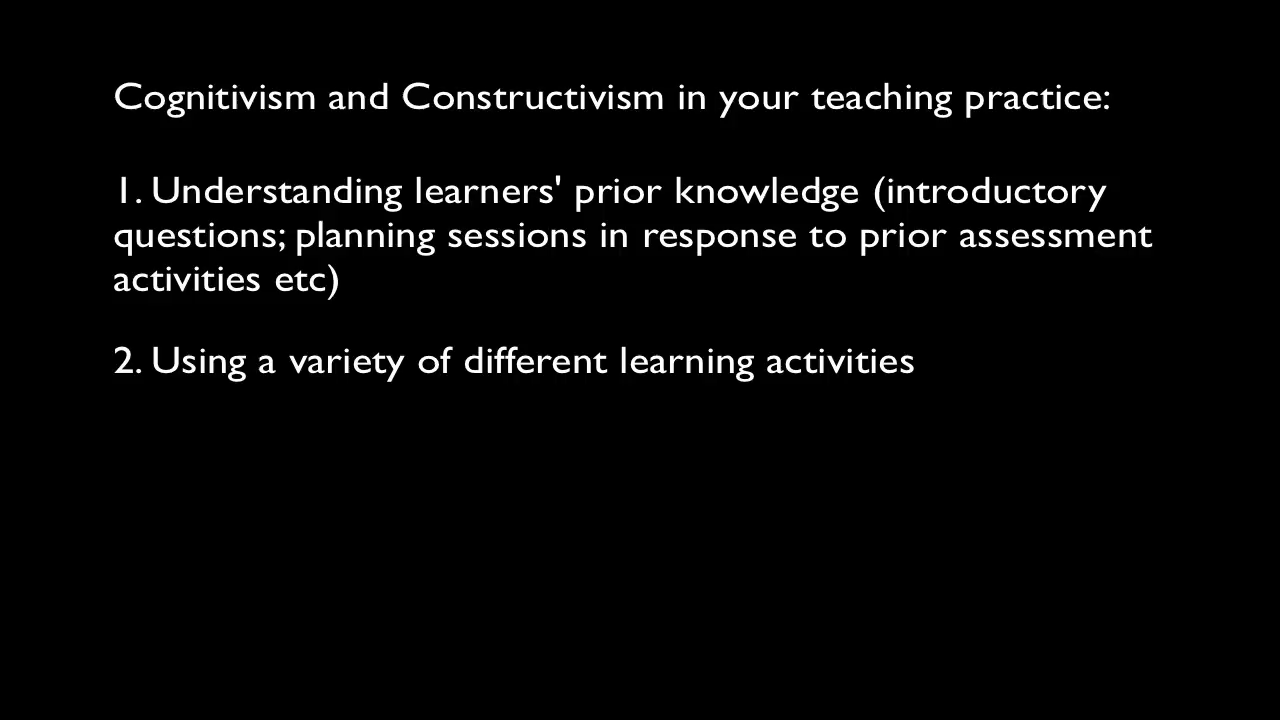 Cognitivism and Constructivism in your teaching practice:
1. Understanding learners' prior knowledge (introductory
questions; planning sessions in response to prior assessment
activities etc)
2. Using a variety of different learning activities